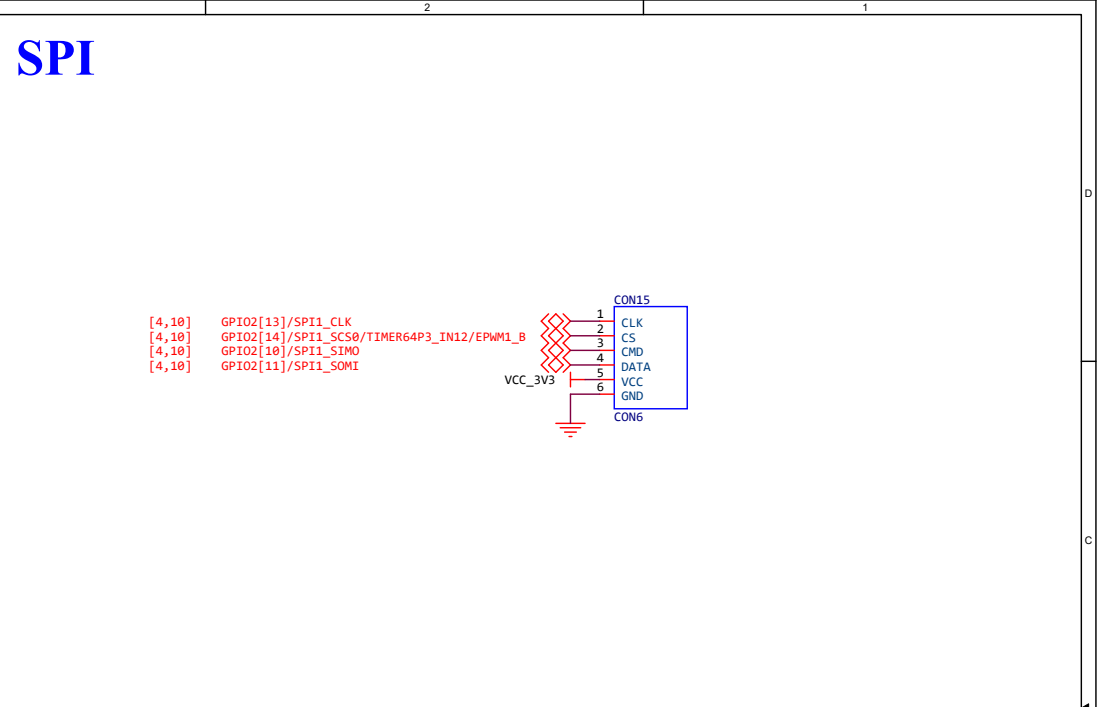 2 1
SPI
D
CON15
[4,10] GPIO2[13]/SPI1_CLK 1 CLK
[4,10] GPIO2[14]/SPI1_SCS0/TIMER64P3_IN12/EPWM1_B 2 CS
[4,10] GPIO2[10]/SPI1_SIMO 3 CMD
[4,10] GPIO2[11]/SPI1_SOMI 4 DATA
VCC_3V3 5 VCC
6 GND
CON6
C